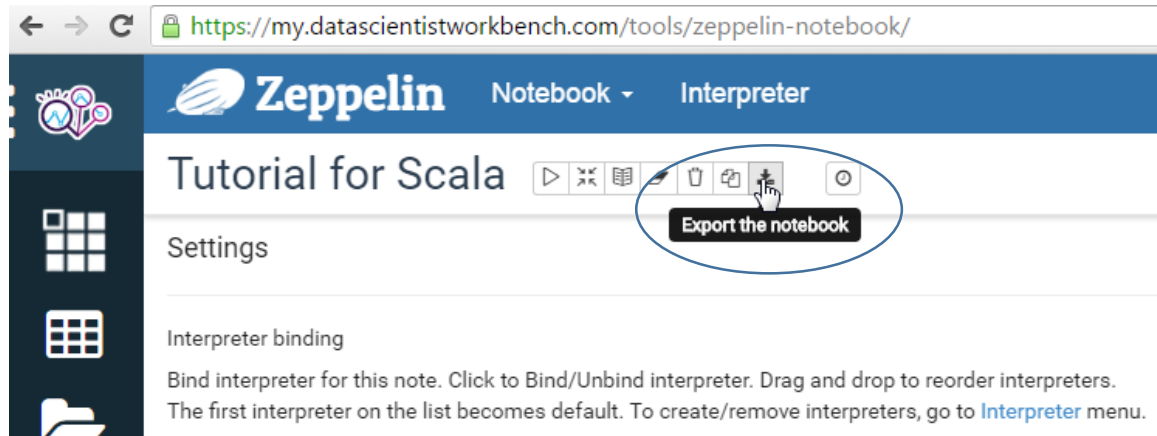 https://my.datascientistworkbench.com/tools/zeppelin-notebook/
Zeppelin Notebook Interpreter
Tutorial for Scala
Export the notebook
Settings
Interpreter binding
Bind interpreter for this note. Click to Bind/Unbind interpreter. Drag and drop to reorder interpreters.
The first interpreter on the list becomes default. To create/remove interpreters, go to Interpreter menu.